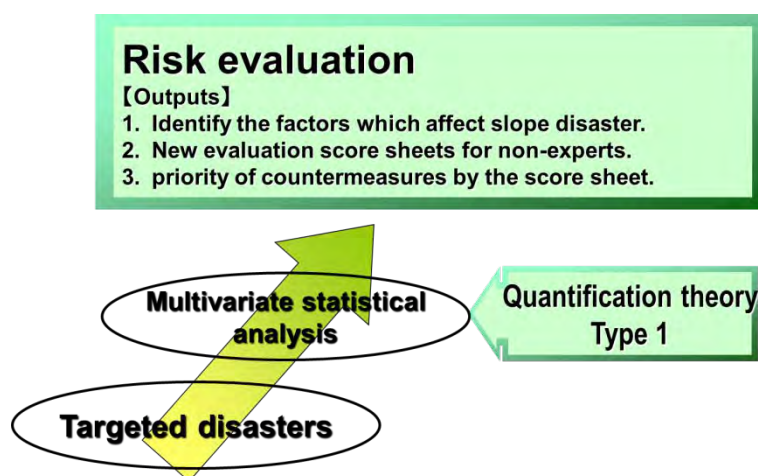 Risk evaluation
【Outputs】
1. Identify the factors which affect slope disaster.
2. New evaluation score sheets for non-experts.
3. priority of countermeasures by the score sheet.
Multivariate statistical
analysis
Quantification theory
Type 1
Targeted disasters